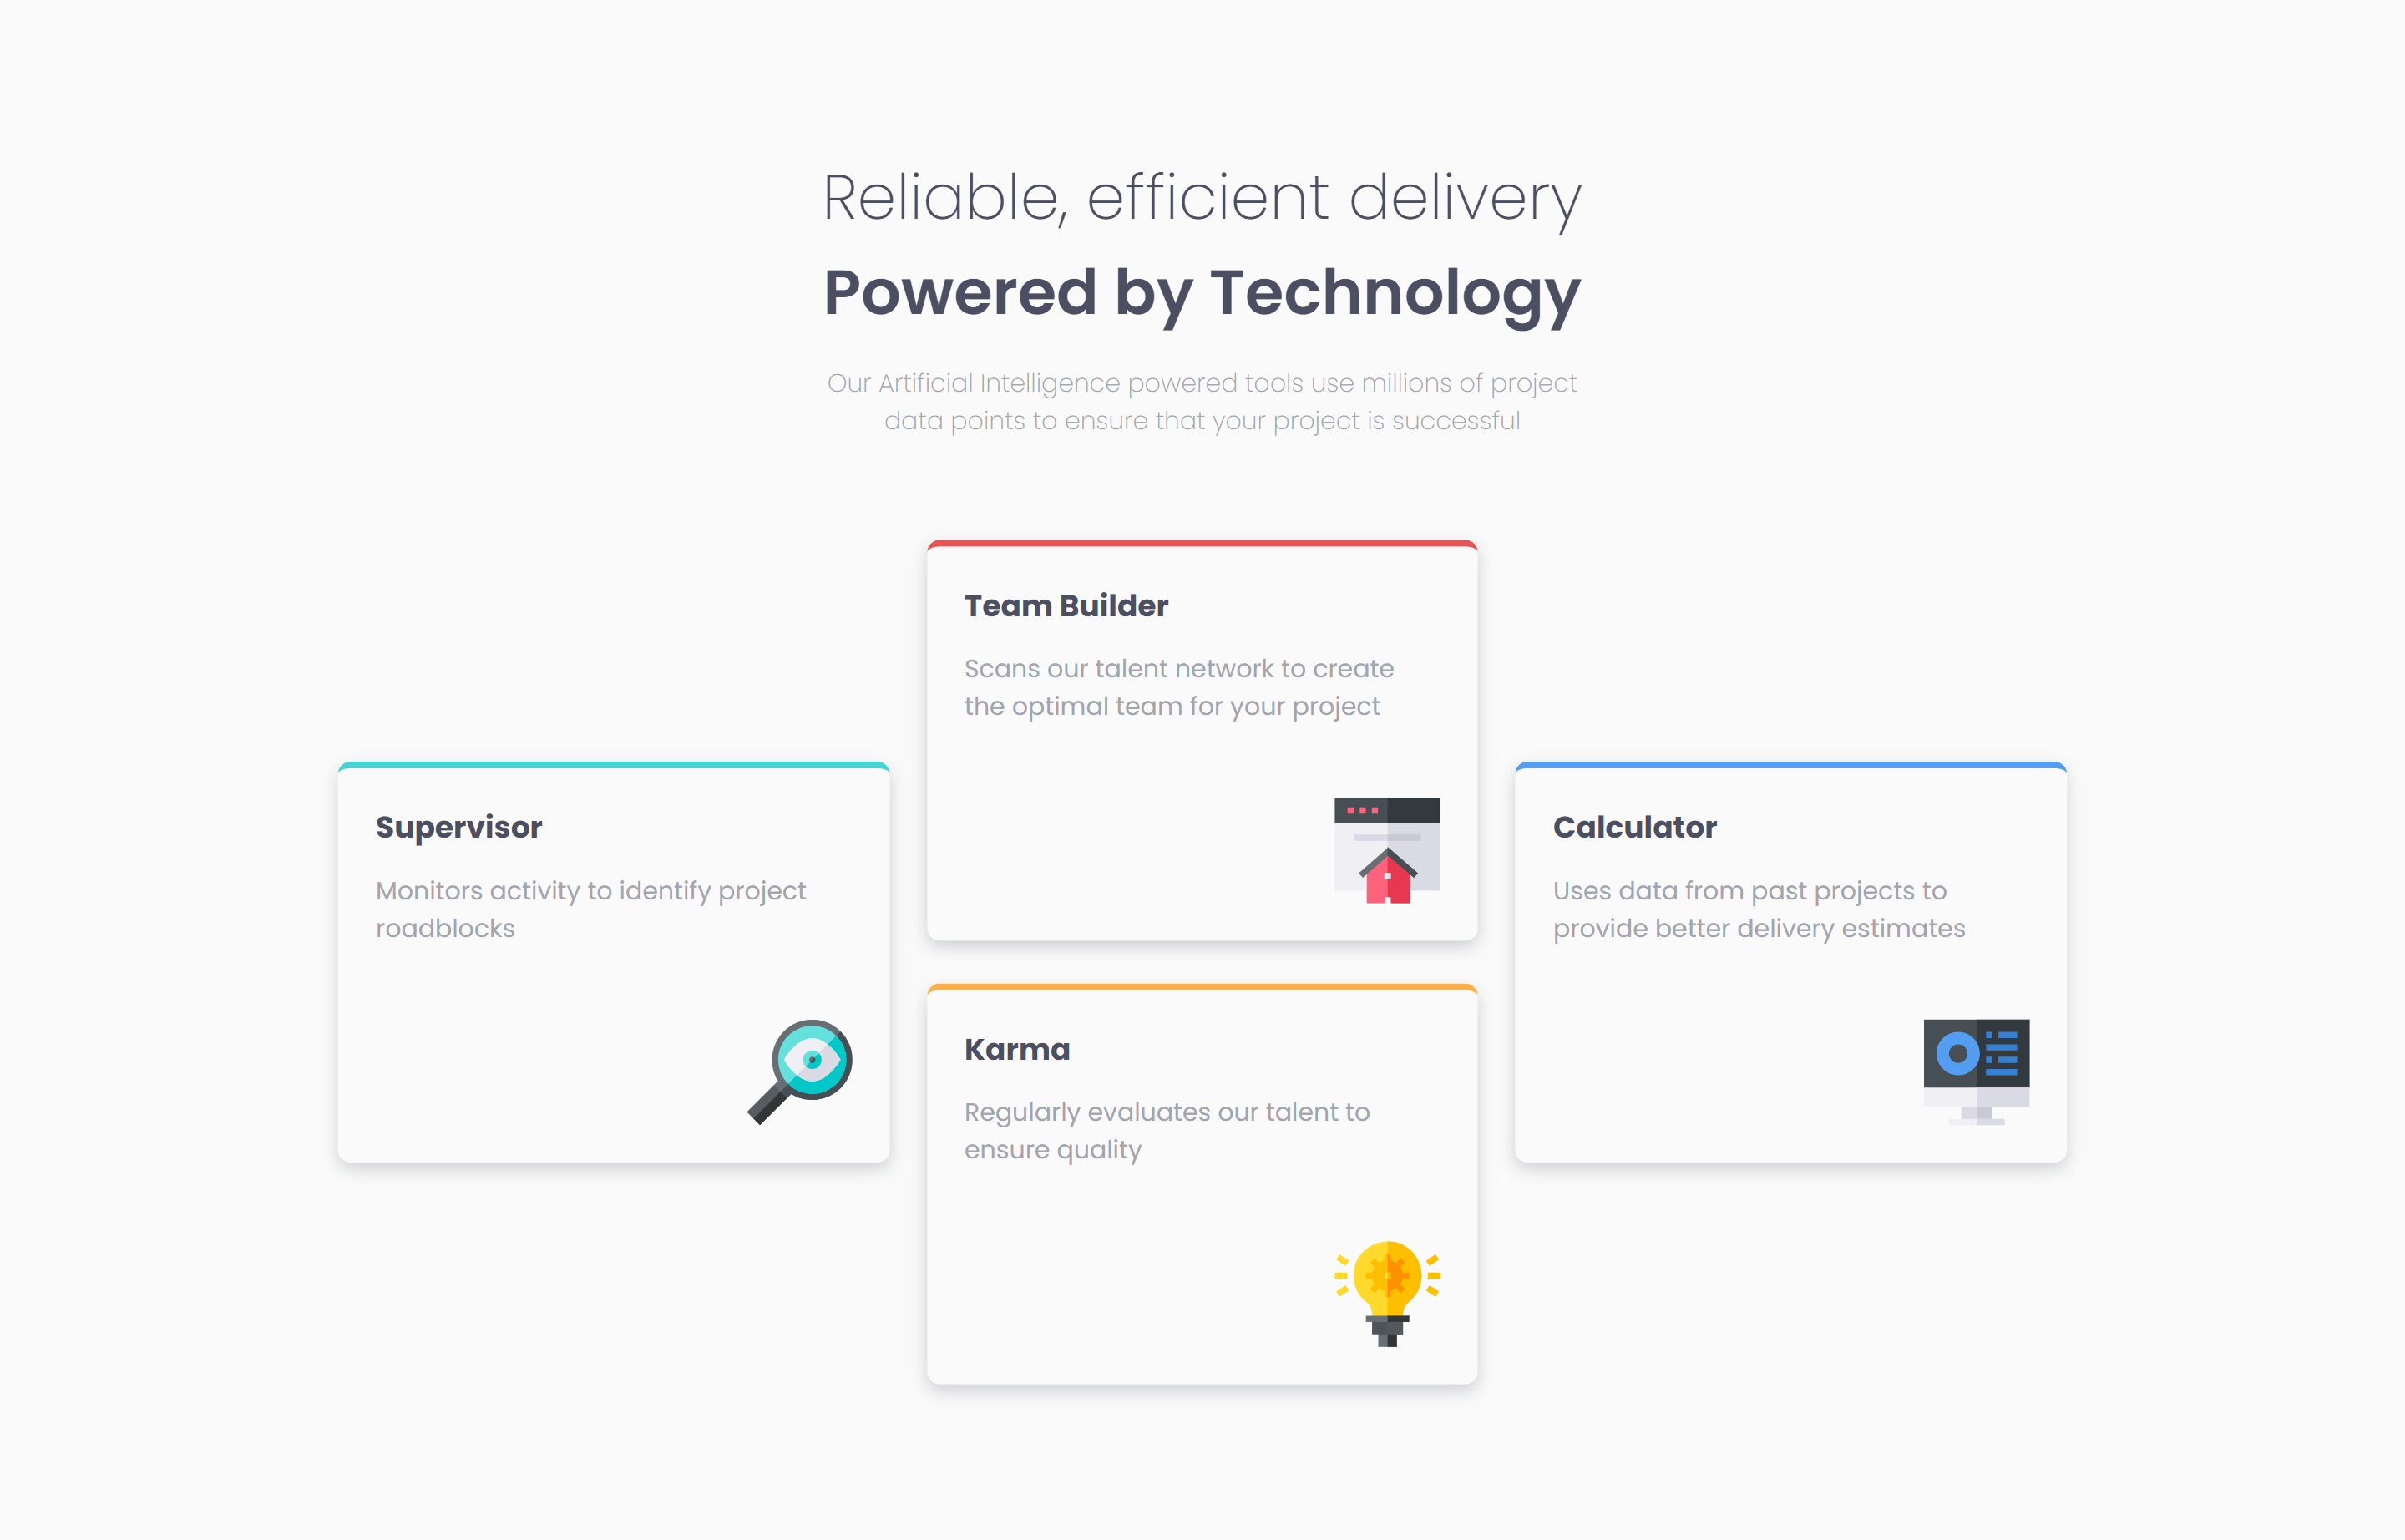 Reliable, efficient delivery
Powered by Technology
Our Artificial Intelligence powered tools use millions of project
data points to ensure that your project is successful
Supervisor
Monitors activity to identify project
roadblocks
Team Builder
Scans our talent network to create
the optimal team for your project
Karma
Regularly evaluates our talent to
ensure quality
Calculator
Uses data from past projects to
provide better delivery estimates